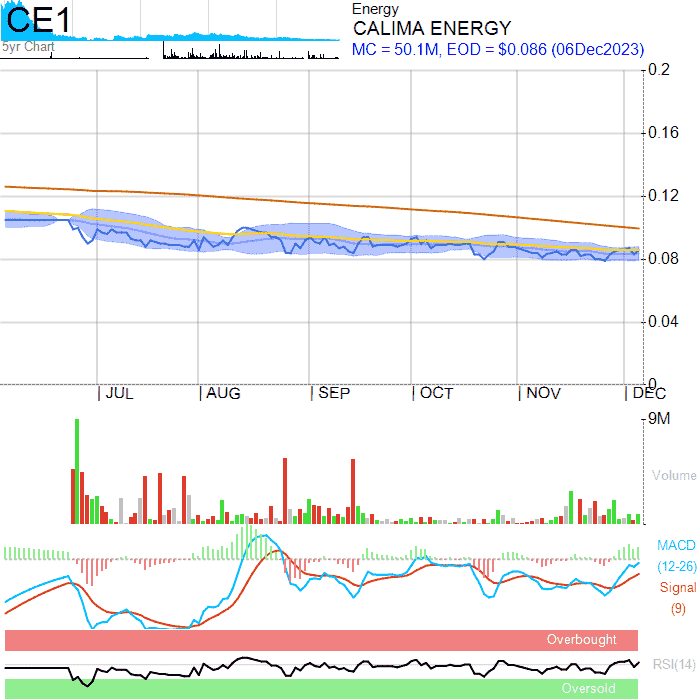 CE1
5yr Chart
Energy
CALIMA ENERGY
MC = 50.1M, EOD = $0.086 (06Dec2023)
0.2
0.16
0.12
0.08
0.04
0
JUL AUG SEP OCT NOV DEC
9M
Volume
MACD
(12-26)
Signal
(9)
Overbought
RSI(14)
Oversold